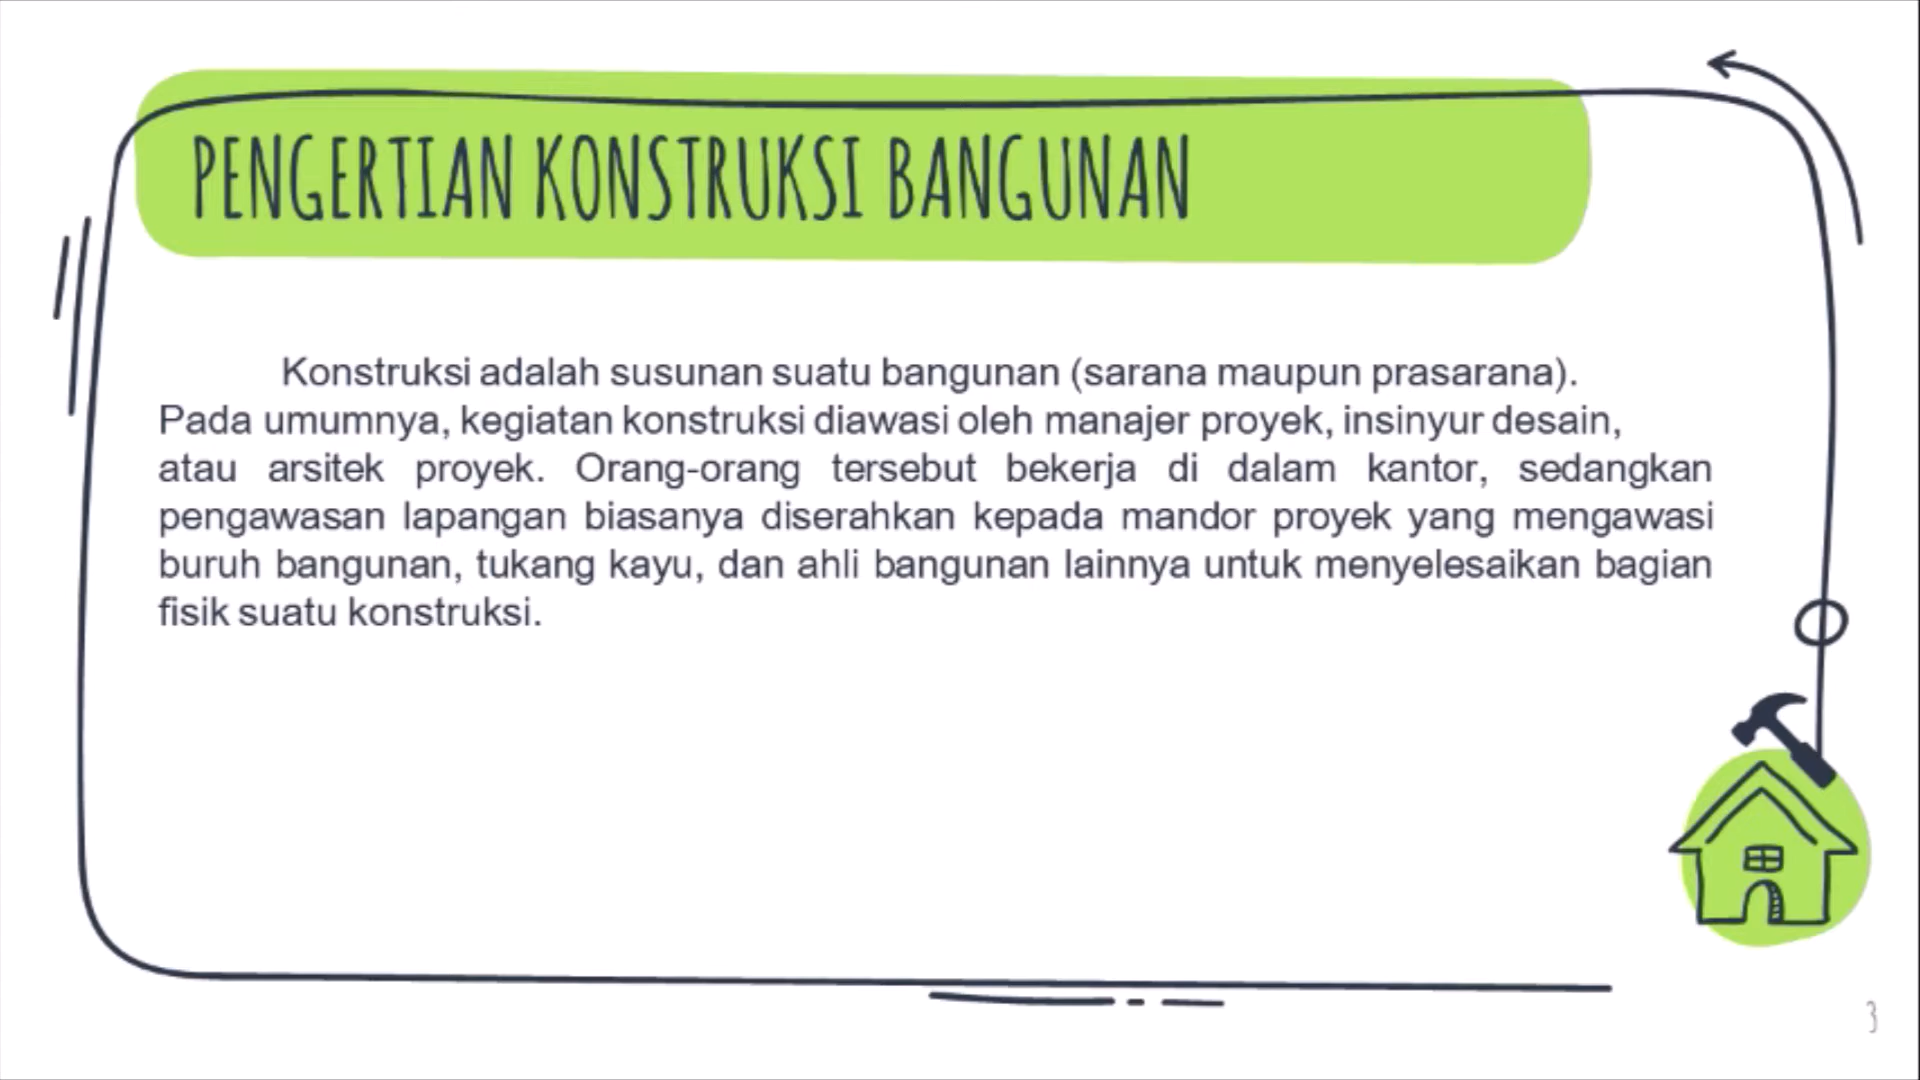 PENGERTIAN KONSTRUKSI BANGUNAN
Konstruksi adalah susunan suatu bangunan (sarana maupun prasarana).
Pada umumnya, kegiatan konstruksi diawasi oleh manajer proyek, insinyur desain,
atau arsitek proyek. Orang-orang tersebut bekerja di dalam kantor, sedangkan
pengawasan lapangan biasanya diserahkan kepada mandor proyek yang mengawasi
buruh bangunan, tukang kayu, dan ahli bangunan lainnya untuk menyelesaikan bagian
fisik suatu konstruksi.
3